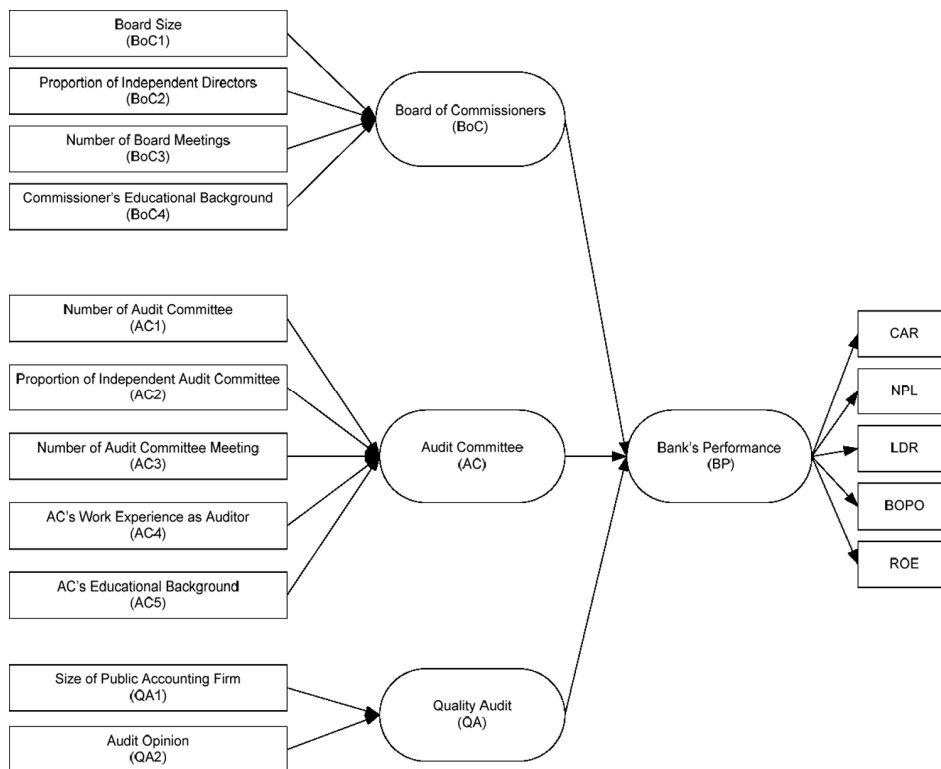 Board Size
(BoC1)
Proportion of Independent Directors
(BoC2)
Number of Board Meetings
(BoC3)
Commissioner's Educational Background
(BoC4)
Board of Commissioners
(BoC)
Number of Audit Committee
(AC1)
Proportion of Independent Audit Committee
(AC2)
Number of Audit Committee Meeting
(AC3)
AC's Work Experience as Auditor
(AC4)
AC's Educational Background
(AC5)
Audit Committee
(AC)
Size of Public Accounting Firm
(QA1)
Audit Opinion
(QA2)
Quality Audit
(QA)
Bank's Performance
(BP)
CAR
NPL
LDR
BOPO
ROE